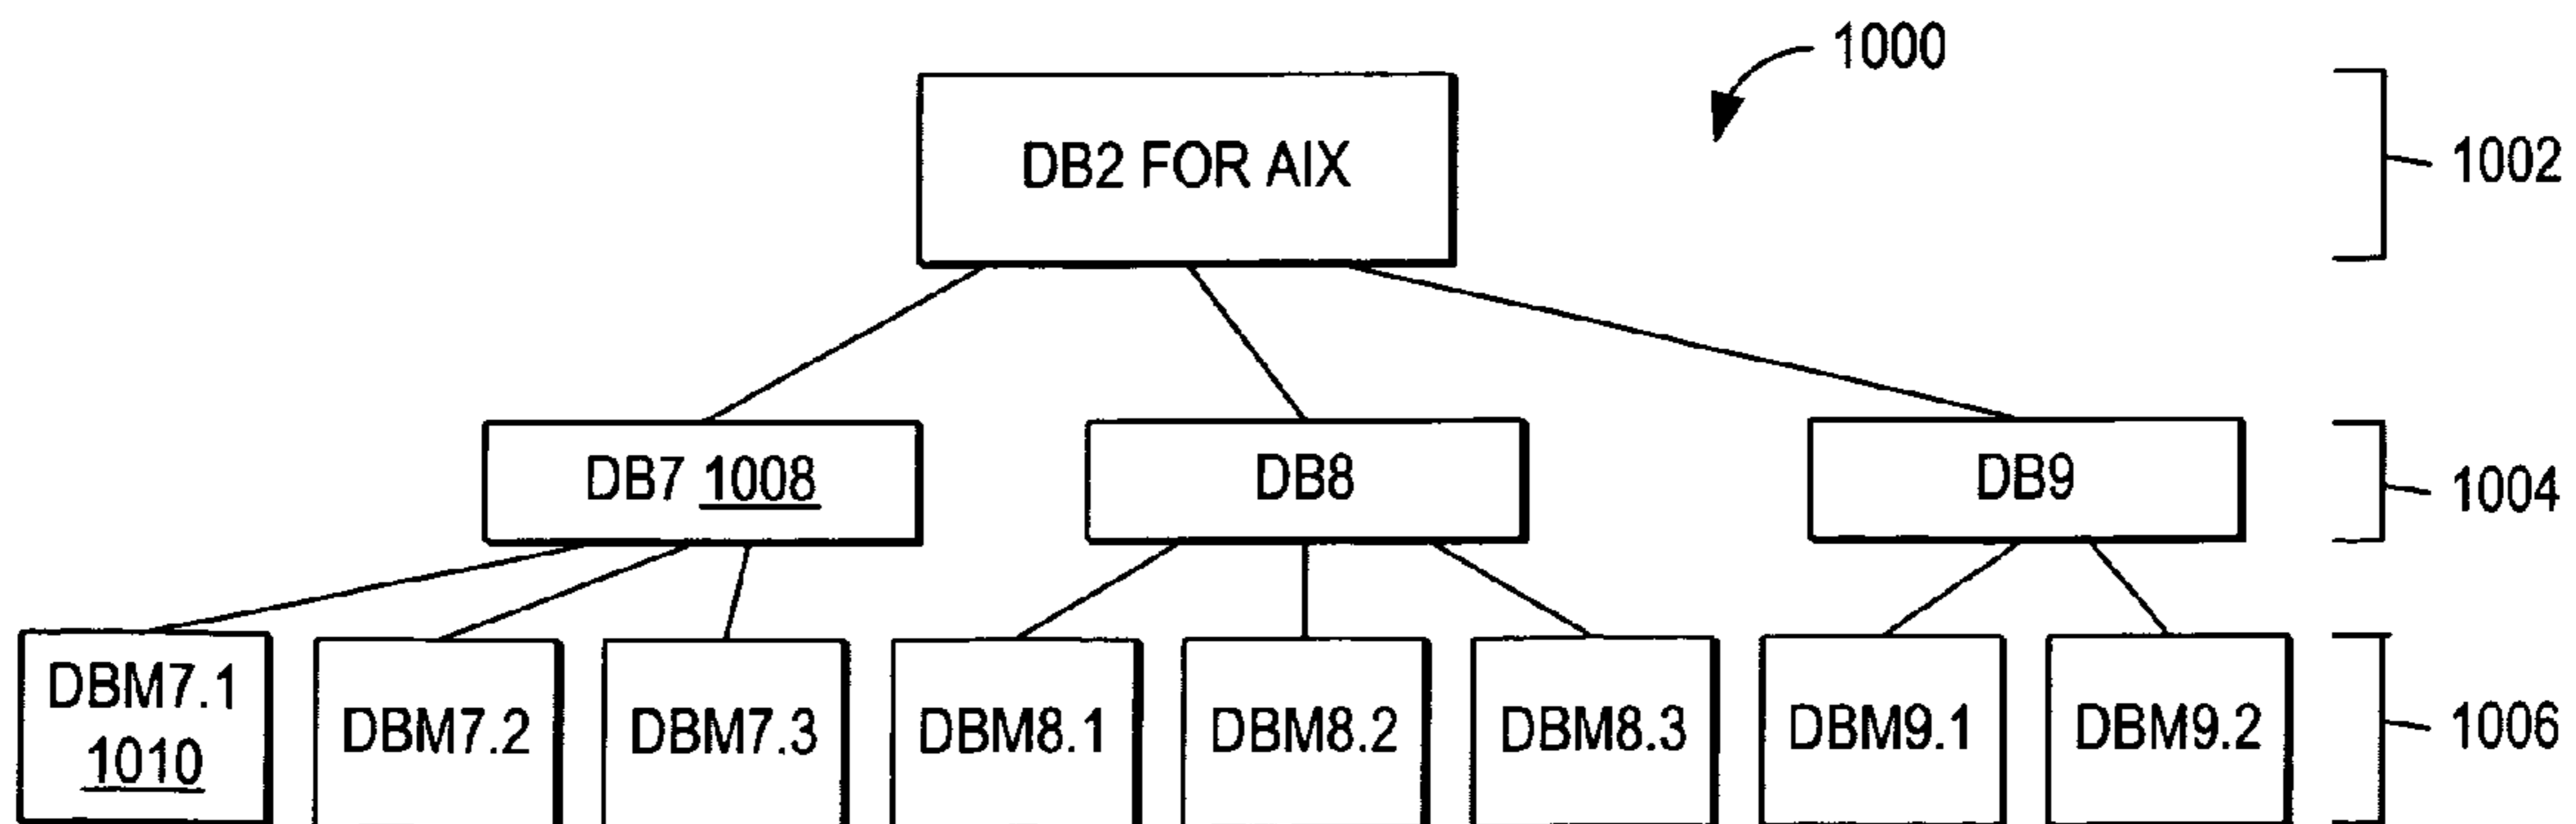 1000
DB2 FOR AIX
1002
DB7 1008
DB8
DB9
1004
DBM7.1
1010
DBM7.2
DBM7.3
DBM8.1
DBM8.2
DBM8.3
DBM9.1
DBM9.2
1006